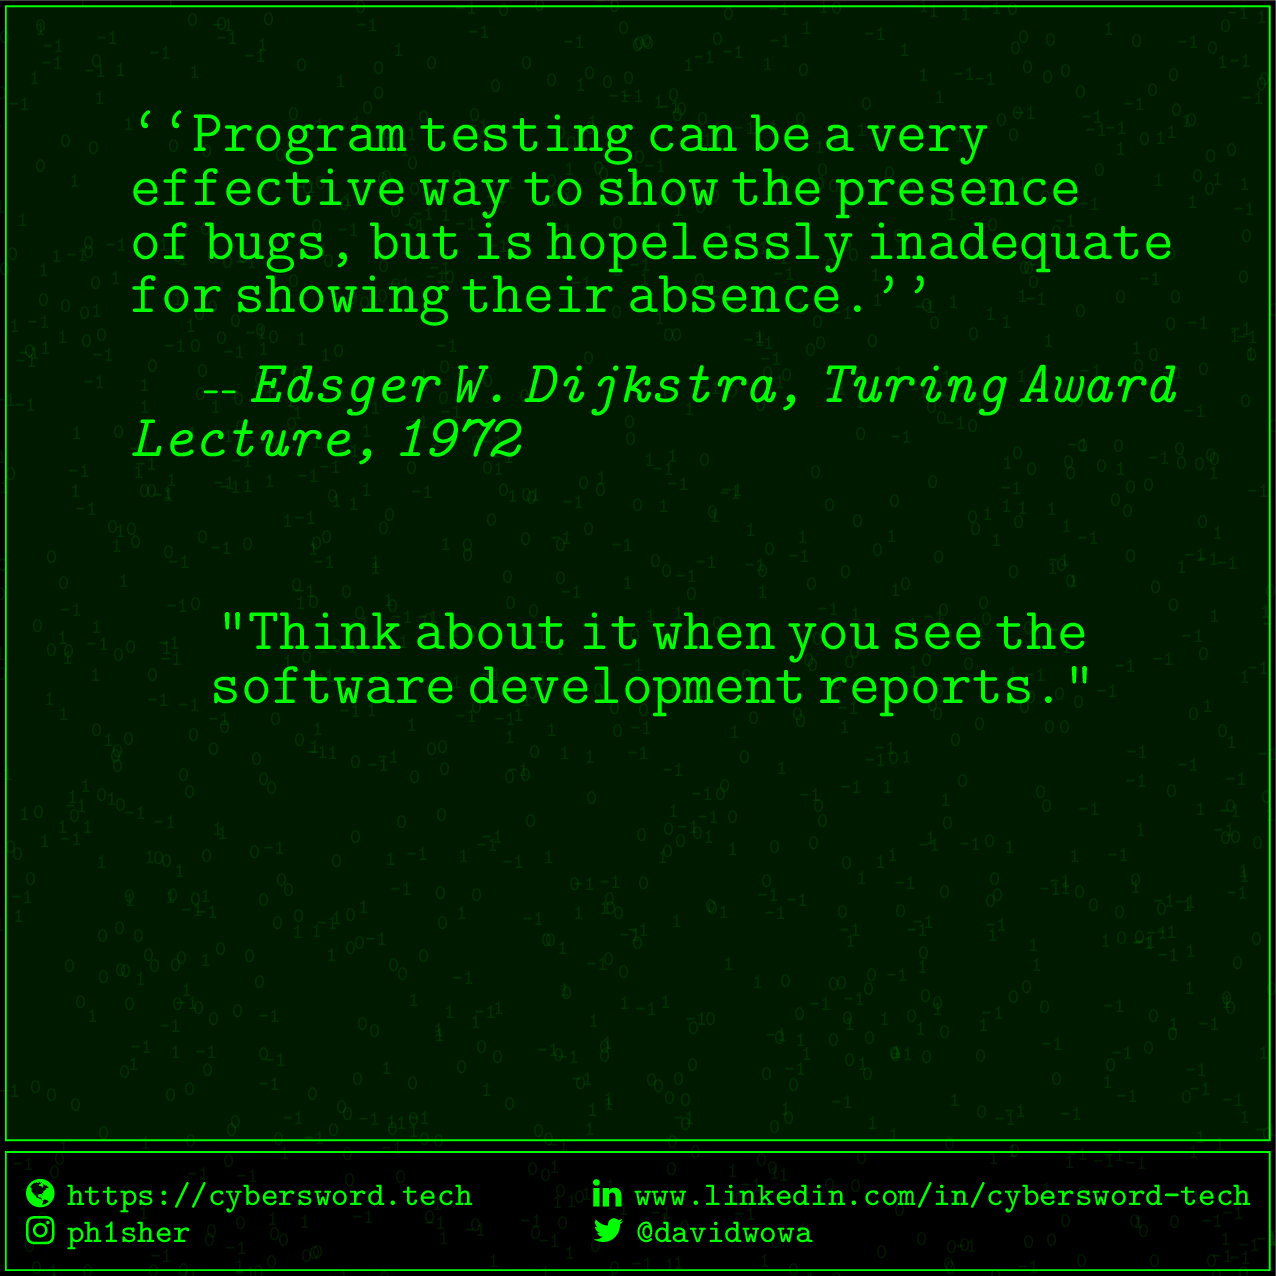 ‘‘Program testing can be a very
effective way to show the presence
of bugs, but is hopelessly inadequate
for showing their absence.’’
-- Edsger W. Dijkstra, Turing Award
Lecture, 1972
"Think about it when you see the
software development reports."
https://cybersword.tech
www.linkedin.com/in/cybersword-tech
ph1sher
@davidwowa